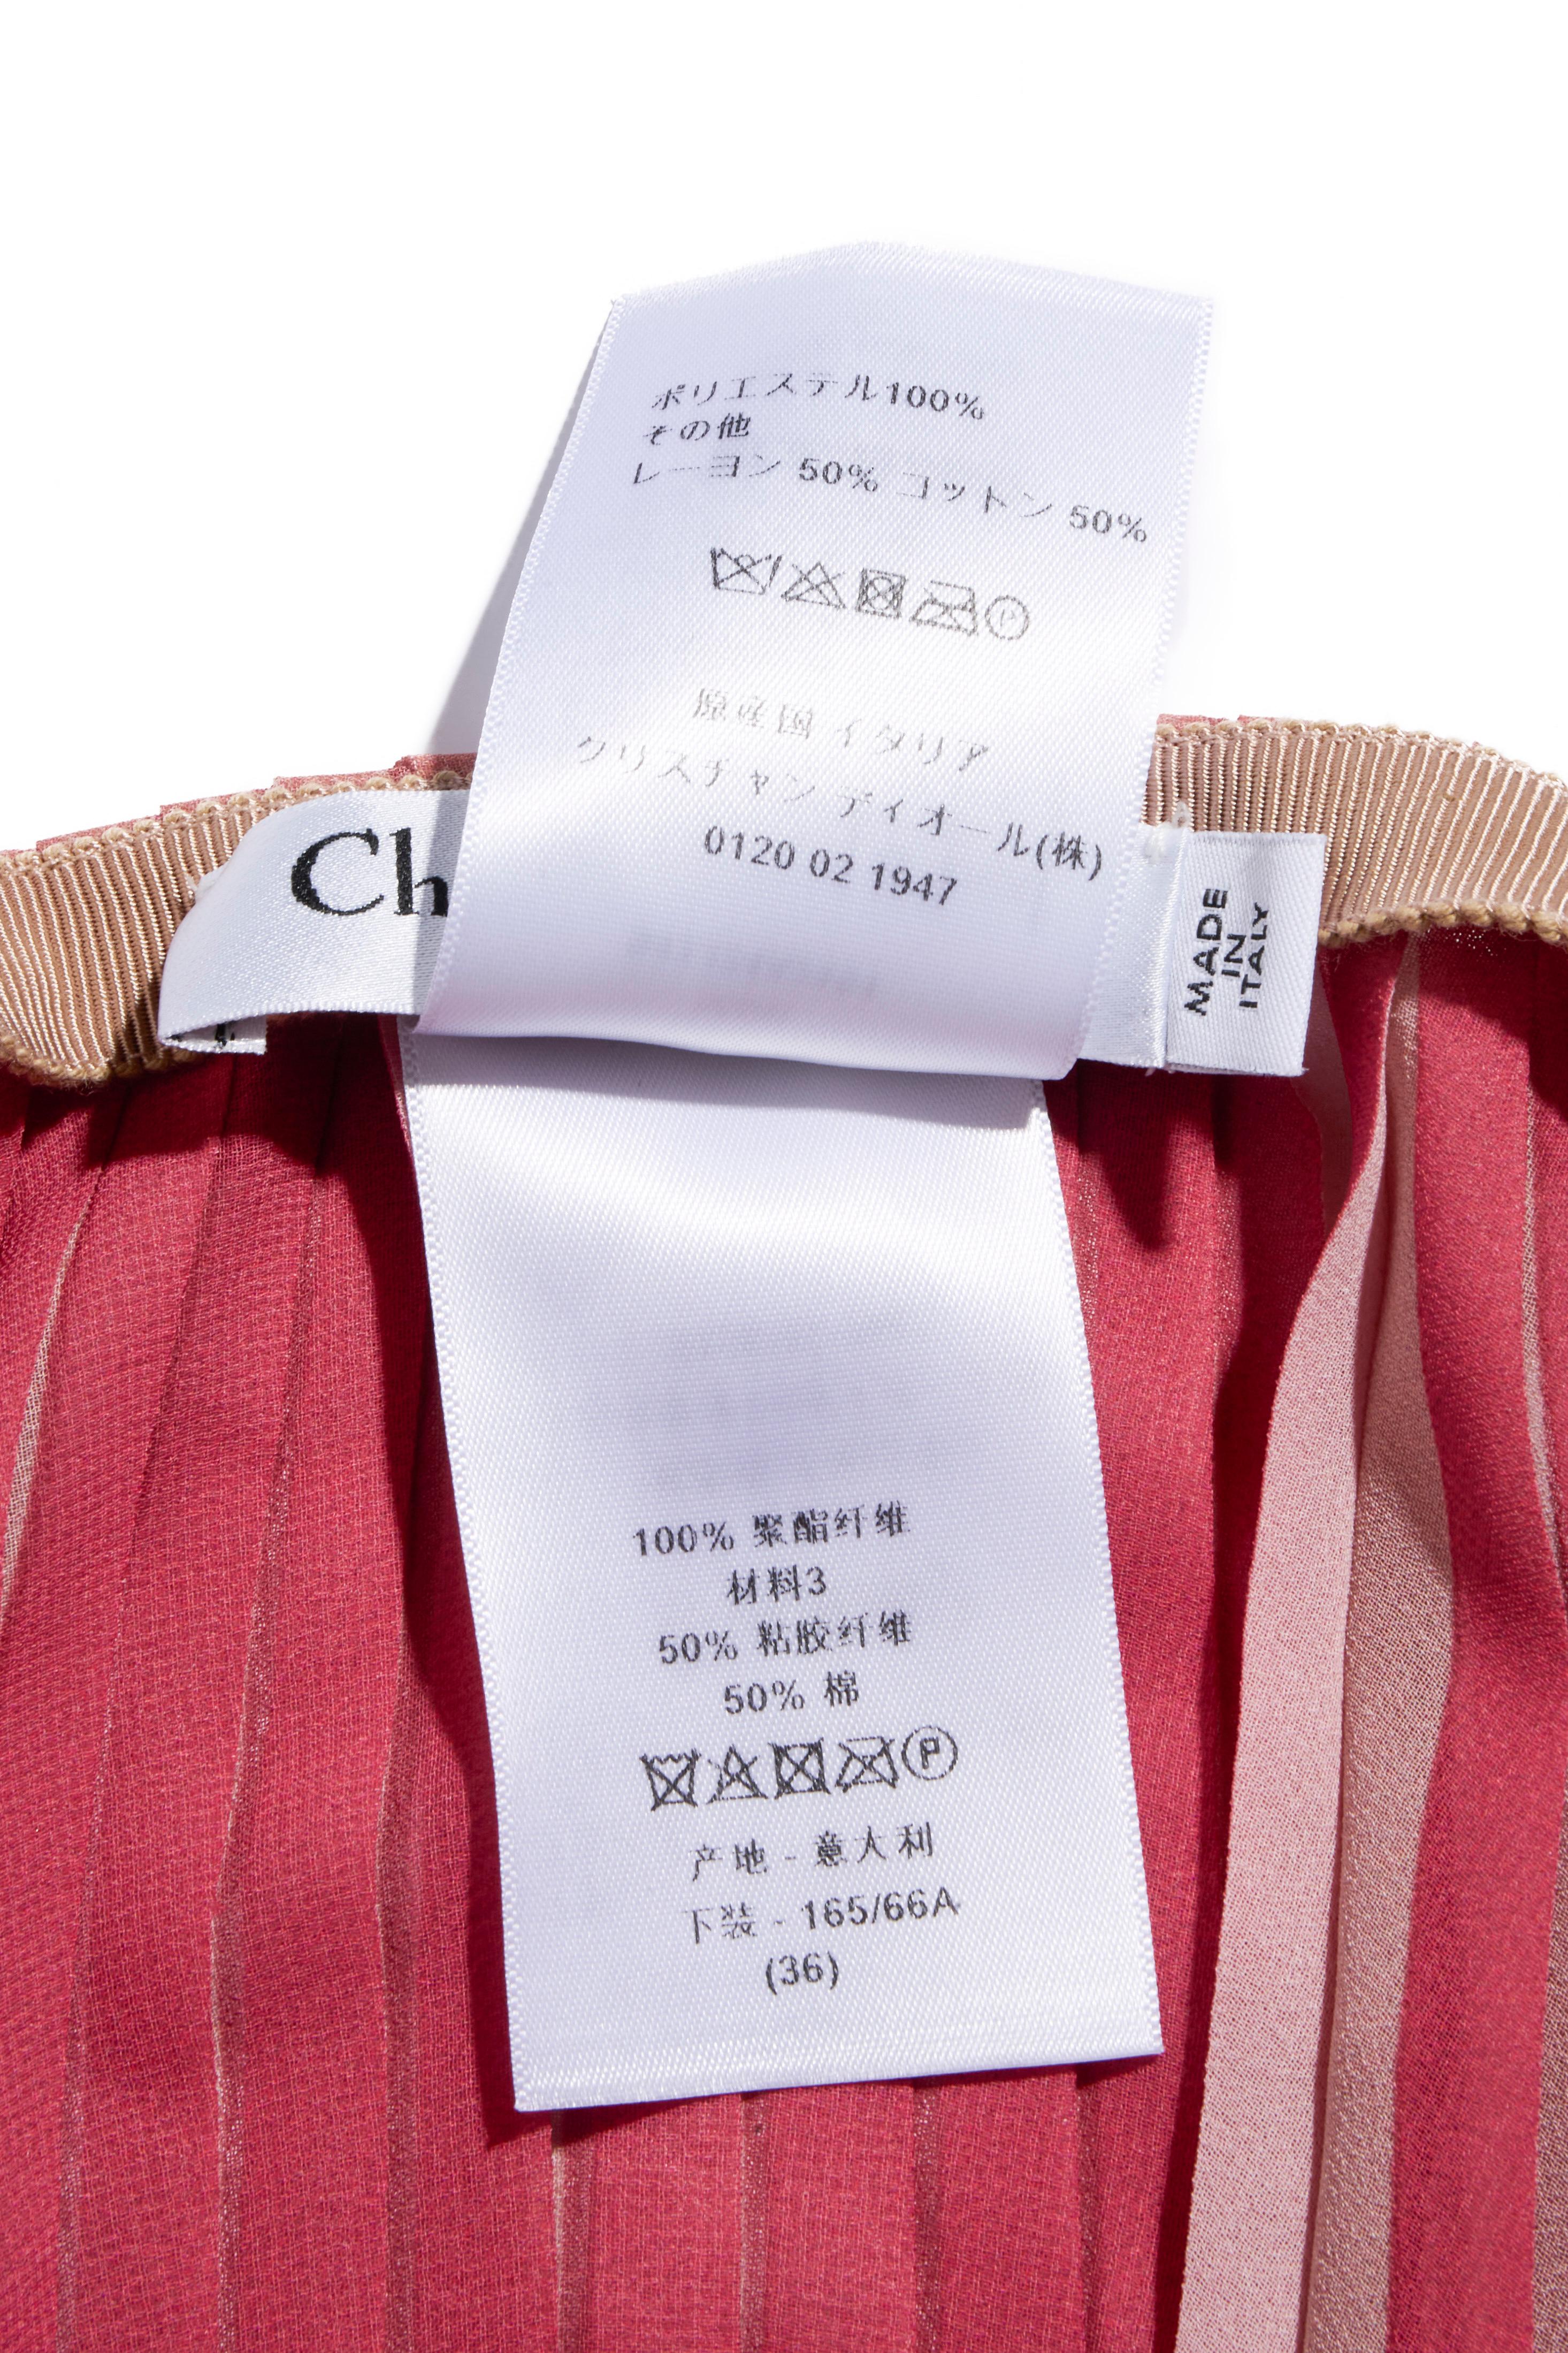 ポリエステル100%
その他
レーヨン 50% コットン 50%
原産国 イタリア
クリスチャン ディオール(株)
0120 02 1947
Ch
MADE
IN
ITALY
100% 聚酯纤维
材料3
50% 粘胶纤维
50% 棉
产地 - 意大利
下装 - 165/66A
(36)